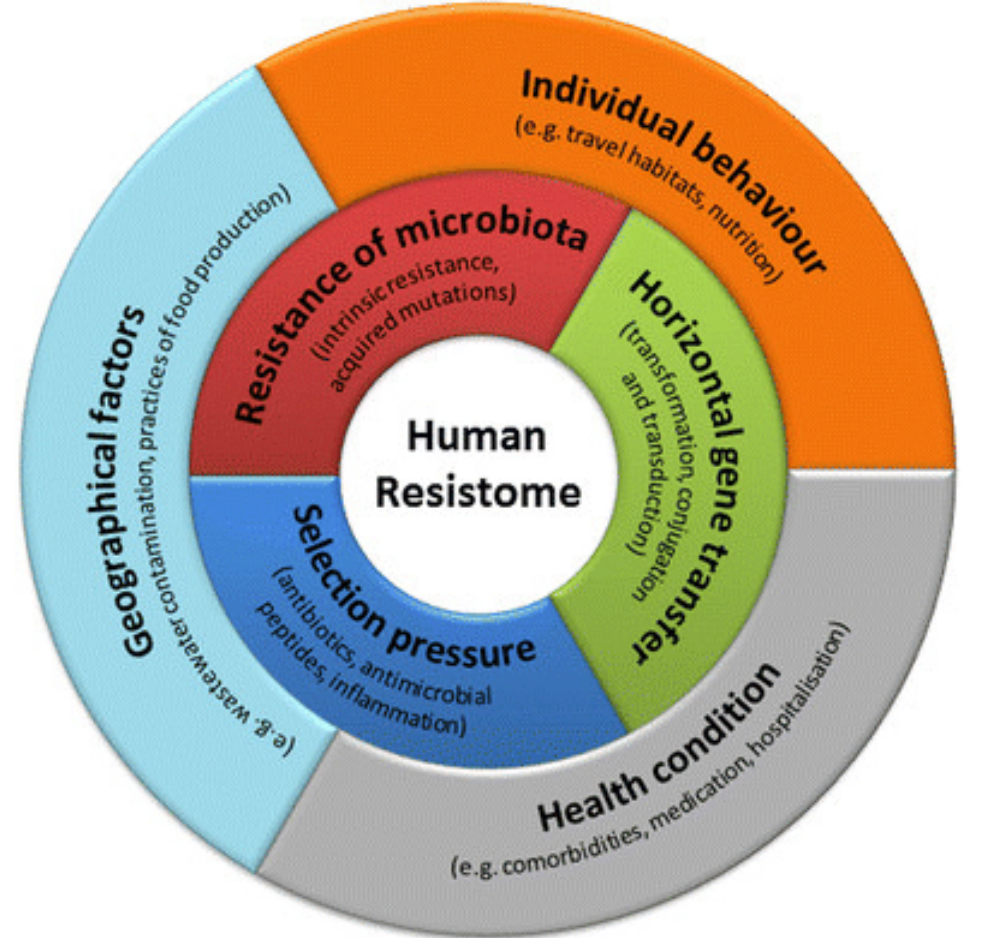 Individual behaviour
(e.g. travel habitats, nutrition)
Geographical factors
(e.g. wastewater contamination, practices of food production)
Resistance of microbiota
(intrinsic resistance,
acquired mutations)
Horizontal gene transfer
(transformation, conjugation
and transduction)
Human
Resistome
Selection pressure
(antibiotics, antimicrobial
peptides, inflammation)
Health condition
(e.g. comorbidities, medication, hospitalisation)